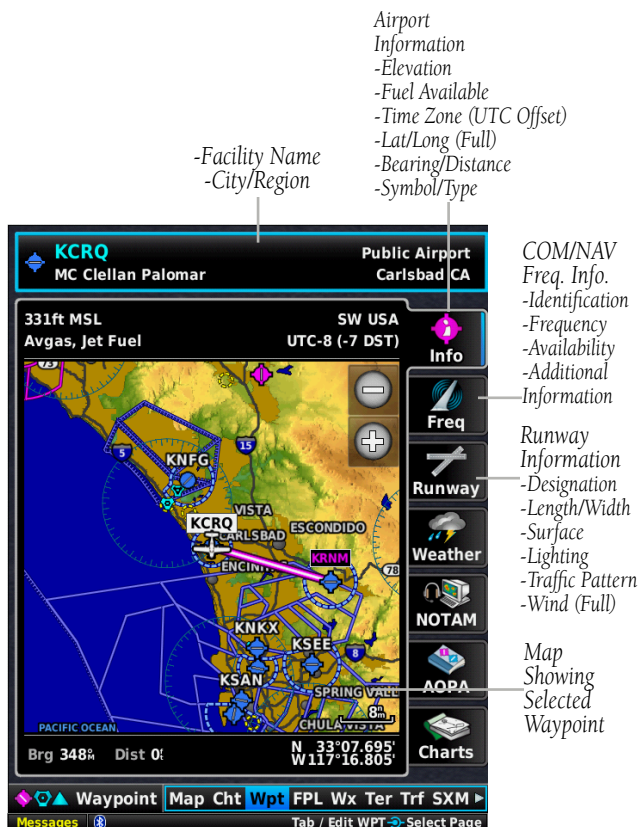 Airport
Information
-Elevation
-Fuel Available
-Time Zone (UTC Offset)
-Lat/Long (Full)
-Bearing/Distance
-Symbol/Type
-Facility Name
-City/Region
KCRQ
Public Airport
MC Clellan Palomar
Carlsbad CA
COM/NAV
Freq. Info.
-Identification
-Frequency
-Availability
-Additional
Information
Runway
Information
-Designation
-Length/Width
-Surface
-Lighting
-Traffic Pattern
-Wind (Full)
Map
Showing
Selected
Waypoint
331ft MSL
SW USA
Avgas, Jet Fuel
UTC-8 (-7 DST)
Info
Freq
Runway
Weather
NOTAM
AOPA
Charts
73
5
15
KNFG
VISTA
KCRQ
CARLSBAD
ESCONDIDO
KRNM
78
KNKX
KSEE
8
KSAN
SPRING VALL
CHULA VISTA
PACIFIC OCEAN
Brg 348°M
N 33°07.695'
W117°16.805'
Waypoint
Map Cht Wpt FPL Wx Ter Trf SXM
Messages
Tab / Edit WPT
Select Page